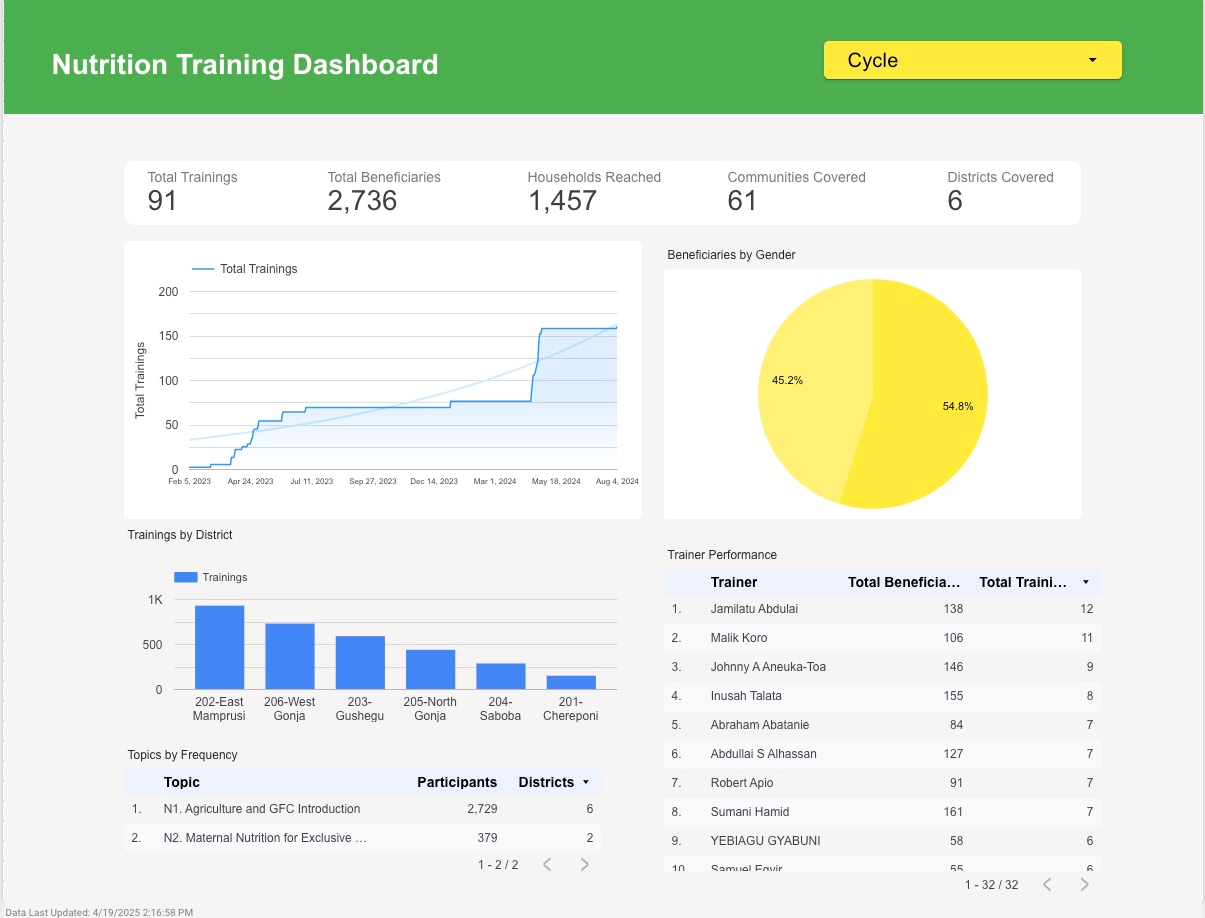 Nutrition Training Dashboard
Cycle
Total Trainings
91
Total Beneficiaries
2,736
Households Reached
1,457
Communities Covered
61
Districts Covered
6
Total Trainings
Total Trainings
200
150
100
50
0
Feb 5, 2023 Apr 24, 2023 Jul 11, 2023 Sep 27, 2023 Dec 14, 2023 Mar 1, 2024 May 18, 2024 Aug 4, 2024
Beneficiaries by Gender
45.2%
54.8%
Trainings by District
Trainings
1K
500
0
202-East Mamprusi
206-West Gonja
203-Gushegu
205-North Gonja
204-Saboba
201-Chereponi
Topics by Frequency
Topic Participants Districts
1. N1. Agriculture and GFC Introduction 2,729 6
2. N2. Maternal Nutrition for Exclusive … 379 2
1 - 2 / 2
Trainer Performance
Trainer Total Beneficia… Total Traini…
1. Jamilatu Abdulai 138 12
2. Malik Koro 106 11
3. Johnny A Aneuka-Toa 146 9
4. Inusah Talata 155 8
5. Abraham Abatanie 84 7
6. Abdullai S Alhassan 127 7
7. Robert Apio 91 7
8. Sumani Hamid 161 7
9. YEBIAGU GYABUNI 58 6
10. Samuel 55 6
1 - 32 / 32
Data Last Updated: 4/19/2025 2:16:58 PM